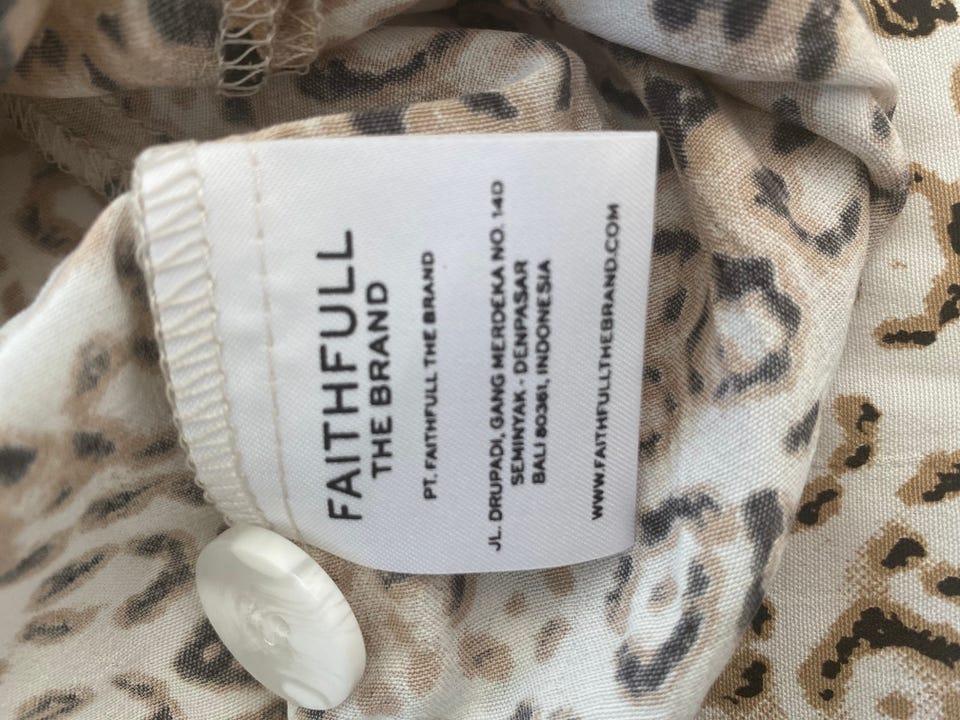 FAITHFULL
THE BRAND
PT. FAITHFULL THE BRAND
JL. DRUPADI, GANG MERDEKA NO. 14D
SEMINYAK - DENPASAR
BALI 80361, INDONESIA
WWW.FAITHFULLTHEBRAND.COM